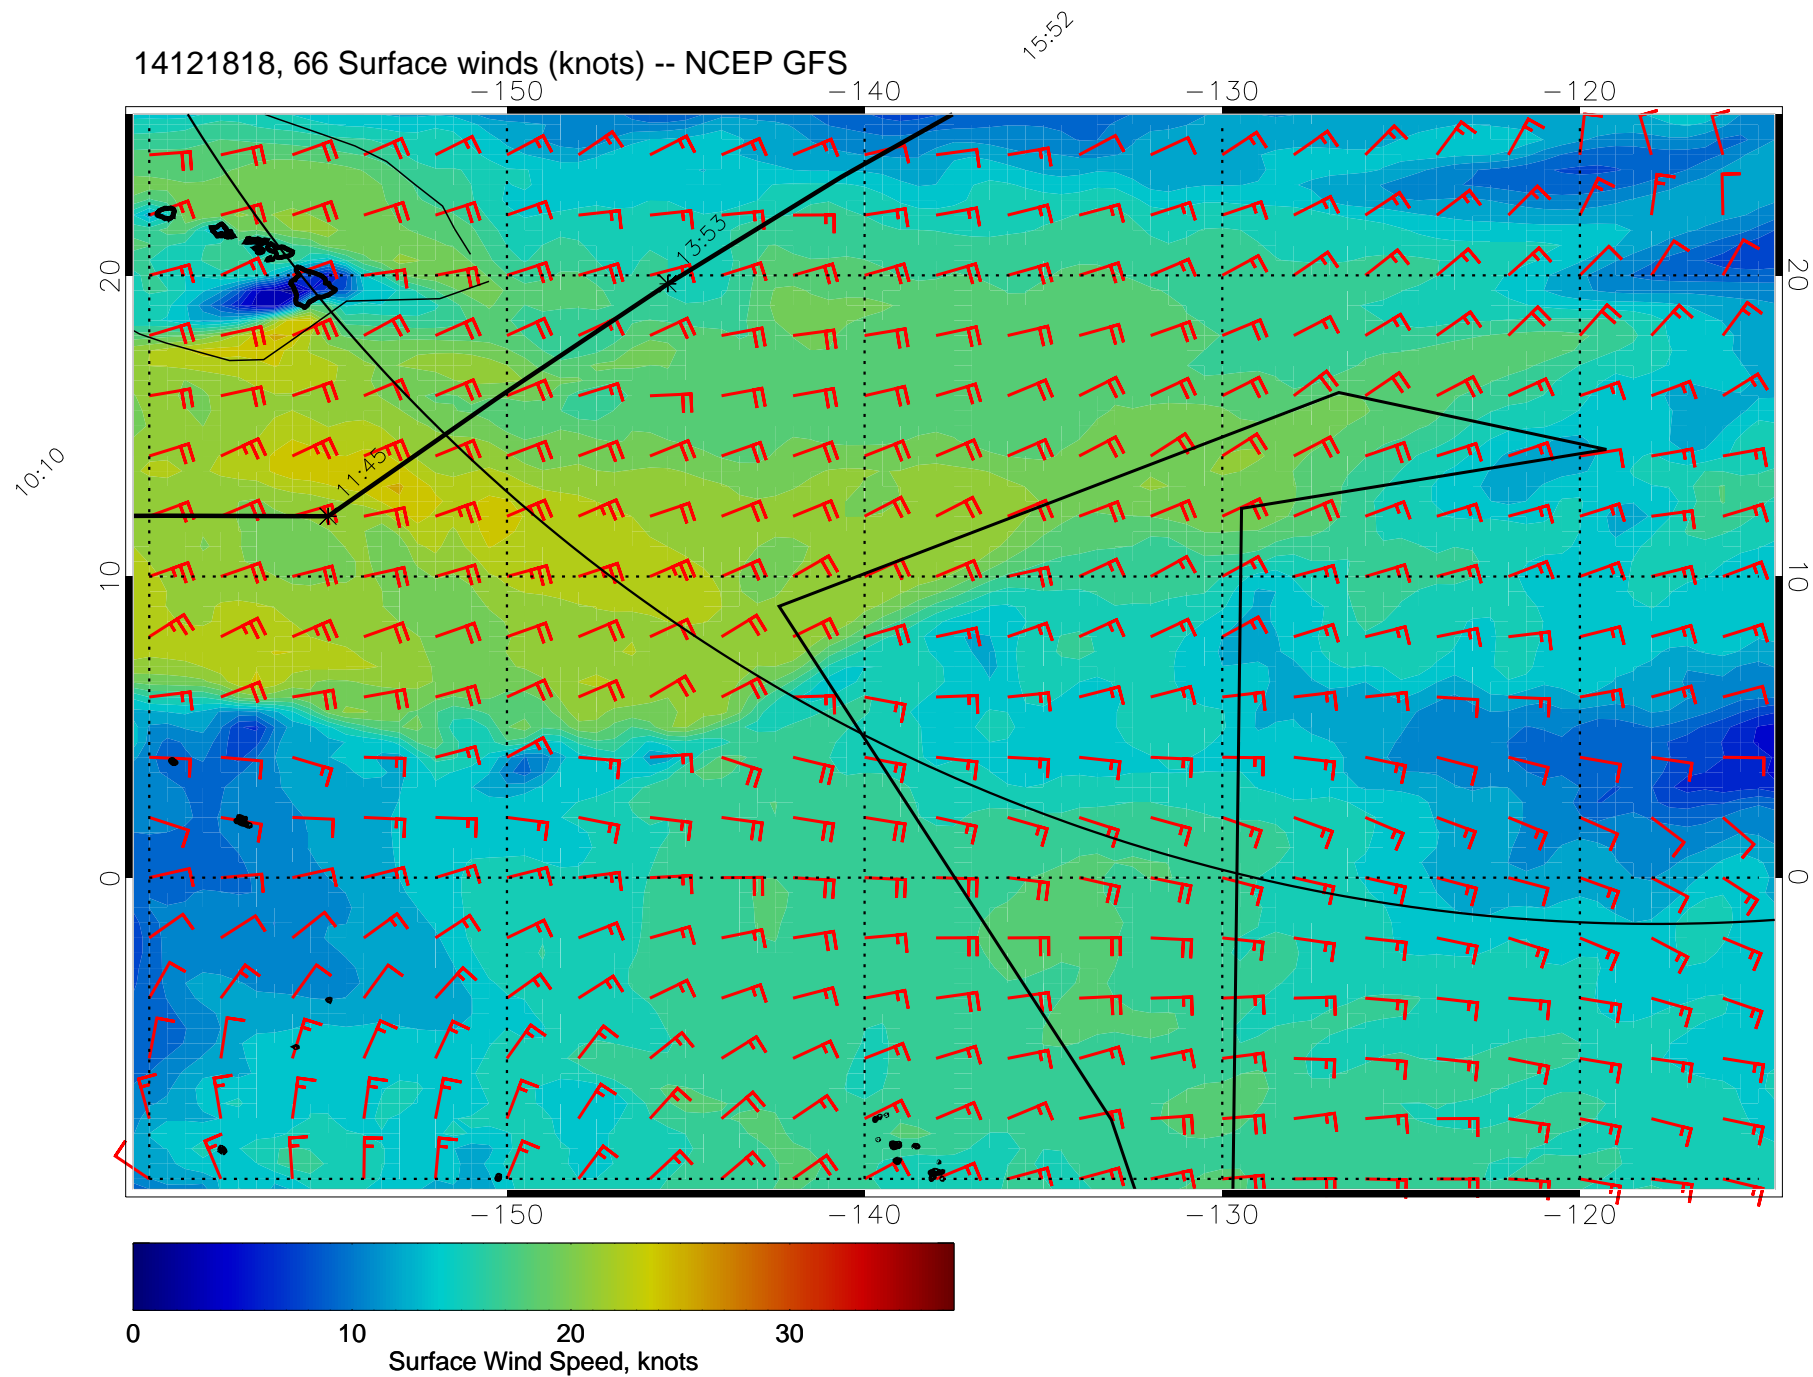 15:52
14121818, 66 Surface winds (knots) -- NCEP GFS
-150 -140 -130 -120
13:53
20 20
10:10
11:45
10 10
0 0
-150 -140 -130 -120
0 10 20 30
Surface Wind Speed, knots